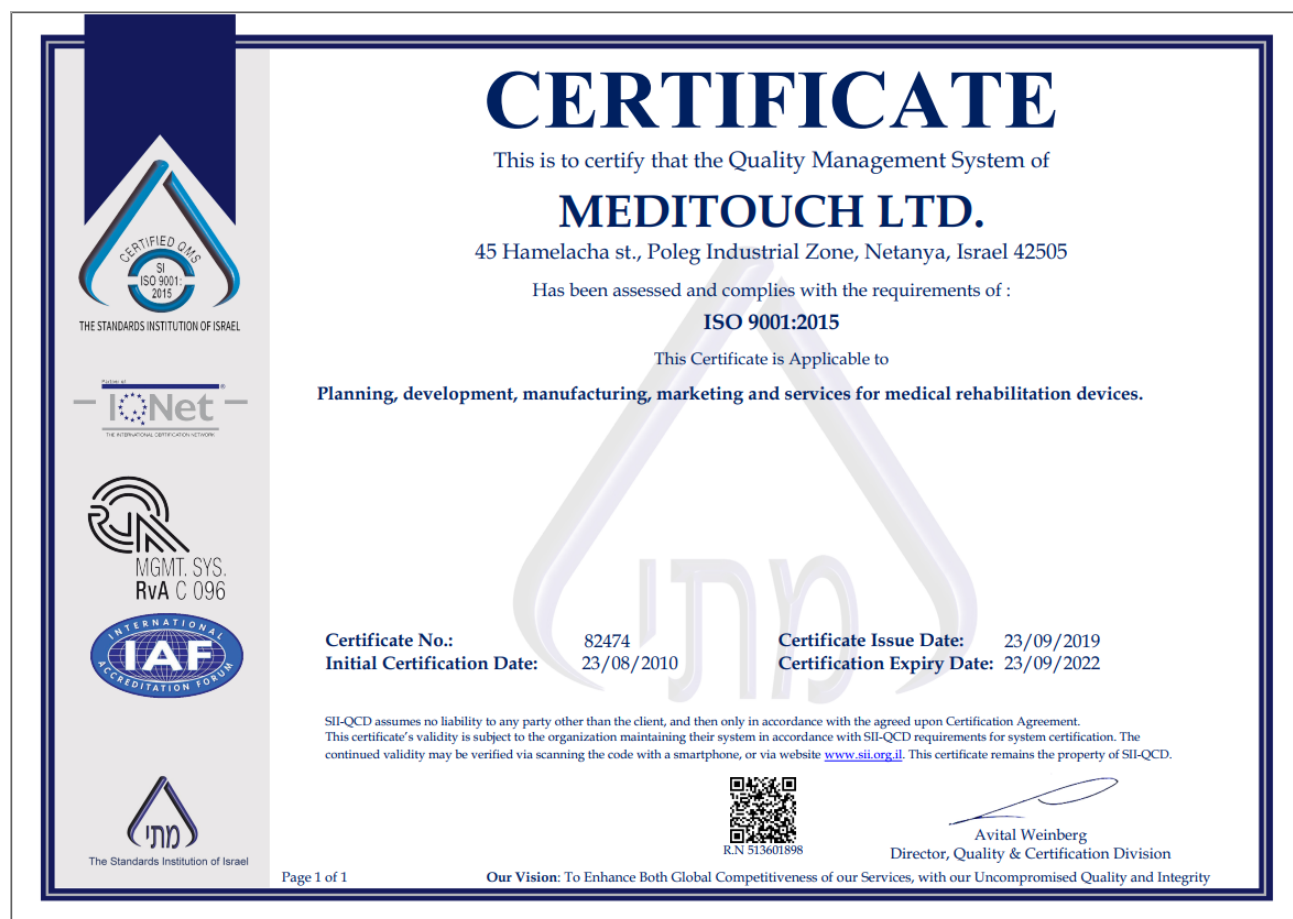 CERTIFICATE
This is to certify that the Quality Management System of
MEDITOUCH LTD.
45 Hamelacha st., Poleg Industrial Zone, Netanya, Israel 42505
Has been assessed and complies with the requirements of :
ISO 9001:2015
This Certificate is Applicable to
Planning, development, manufacturing, marketing and services for medical rehabilitation devices.
CERTIFIED QMS
SI
ISO 9001:
2015
THE STANDARDS INSTITUTION OF ISRAEL
Partner of
IQNet ®
THE INTERNATIONAL CERTIFICATION NETWORK
RvA
MGMT. SYS.
RvA C 096
INTERNATIONAL
IAF
ACCREDITATION FORUM
מתי
Certificate No.: 82474 Certificate Issue Date: 23/09/2019
Initial Certification Date: 23/08/2010 Certification Expiry Date: 23/09/2022
SII-QCD assumes no liability to any party other than the client, and then only in accordance with the agreed upon Certification Agreement.
This certificate's validity is subject to the organization maintaining their system in accordance with SII-QCD requirements for system certification. The
continued validity may be verified via scanning the code with a smartphone, or via website www.sii.org.il. This certificate remains the property of SII-QCD.
מתי
The Standards Institution of Israel
R.N 513601898
Avital Weinberg
Director, Quality & Certification Division
Page 1 of 1
Our Vision: To Enhance Both Global Competitiveness of our Services, with our Uncompromised Quality and Integrity